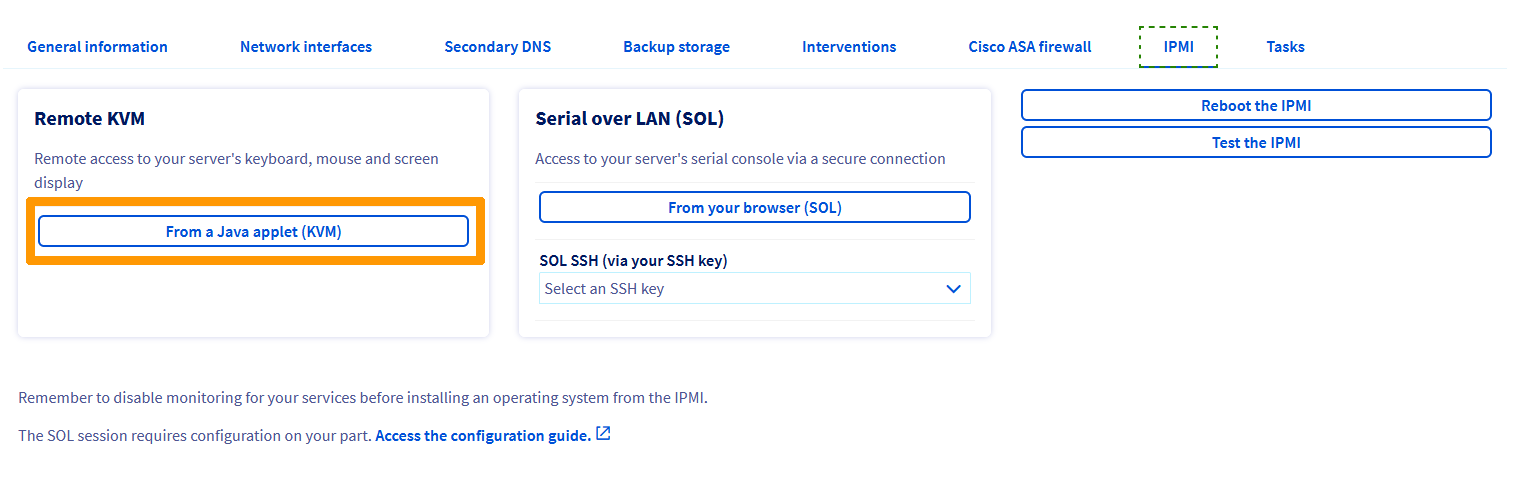 General information
Network interfaces
Secondary DNS
Backup storage
Interventions
Cisco ASA firewall
IPMI
Tasks
Remote KVM
Remote access to your server's keyboard, mouse and screen
display
From a Java applet (KVM)
Serial over LAN (SOL)
Access to your server's serial console via a secure connection
From your browser (SOL)
SOL SSH (via your SSH key)
Select an SSH key
Reboot the IPMI
Test the IPMI
Remember to disable monitoring for your services before installing an operating system from the IPMI.
The SOL session requires configuration on your part. Access the configuration guide.